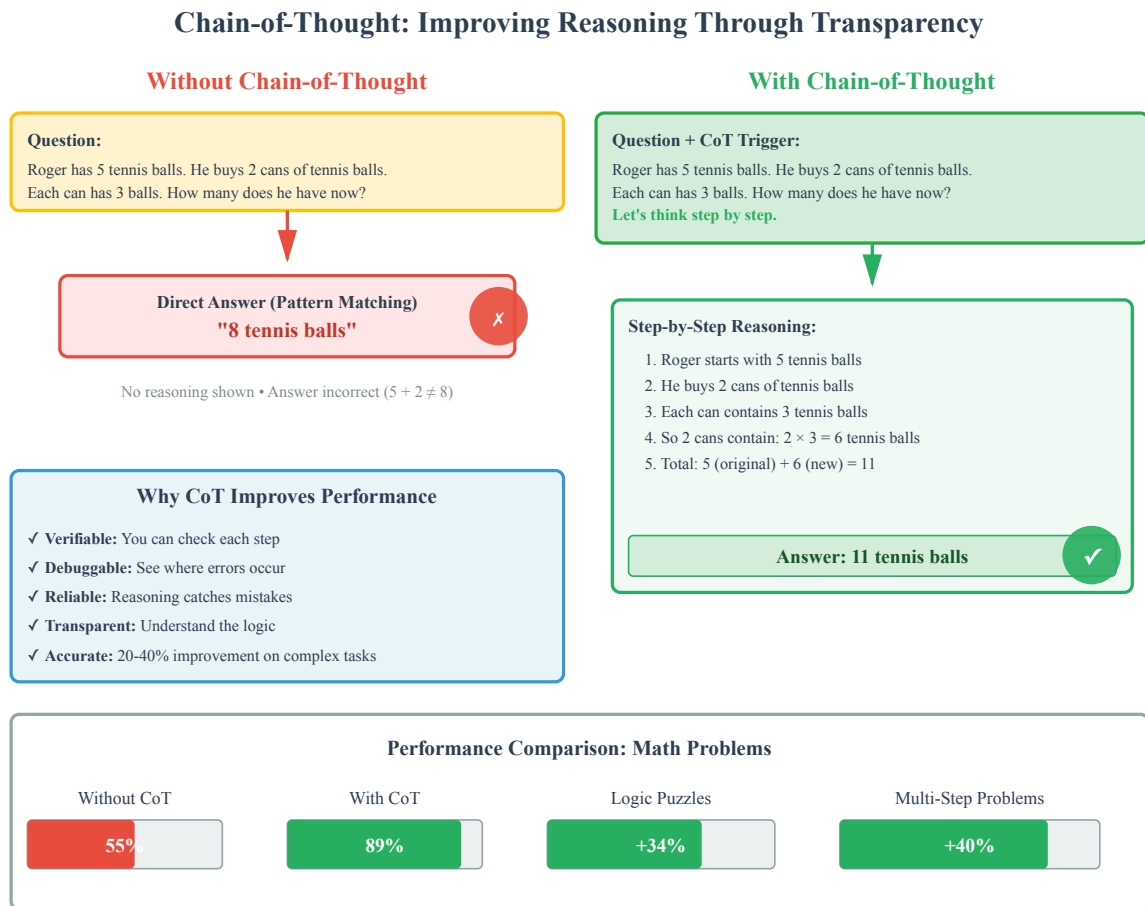 Chain-of-Thought: Improving Reasoning Through Transparency
Without Chain-of-Thought
Question:
Roger has 5 tennis balls. He buys 2 cans of tennis balls.
Each can has 3 balls. How many does he have now?
Direct Answer (Pattern Matching)
"8 tennis balls"
✗
No reasoning shown • Answer incorrect (5 + 2 ≠ 8)
With Chain-of-Thought
Question + CoT Trigger:
Roger has 5 tennis balls. He buys 2 cans of tennis balls.
Each can has 3 balls. How many does he have now?
Let's think step by step.
Step-by-Step Reasoning:
1. Roger starts with 5 tennis balls
2. He buys 2 cans of tennis balls
3. Each can contains 3 tennis balls
4. So 2 cans contain: 2 × 3 = 6 tennis balls
5. Total: 5 (original) + 6 (new) = 11
Answer: 11 tennis balls
✓
Why CoT Improves Performance
✓ Verifiable: You can check each step
✓ Debuggable: See where errors occur
✓ Reliable: Reasoning catches mistakes
✓ Transparent: Understand the logic
✓ Accurate: 20-40% improvement on complex tasks
Performance Comparison: Math Problems
Without CoT
55%
With CoT
89%
Logic Puzzles
+34%
Multi-Step Problems
+40%